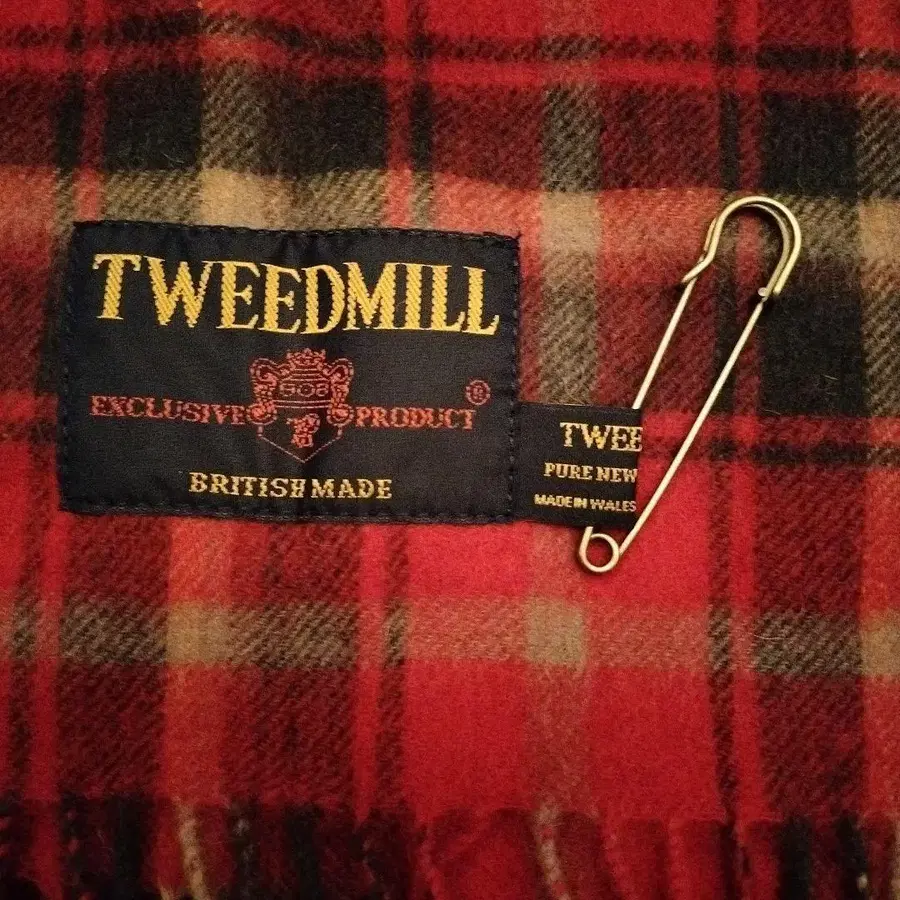 TWEEDMILL
EXCLUSIVE PRODUCT ®
BRITISH MADE
TWEE
PURE NEW
MADE IN WALES